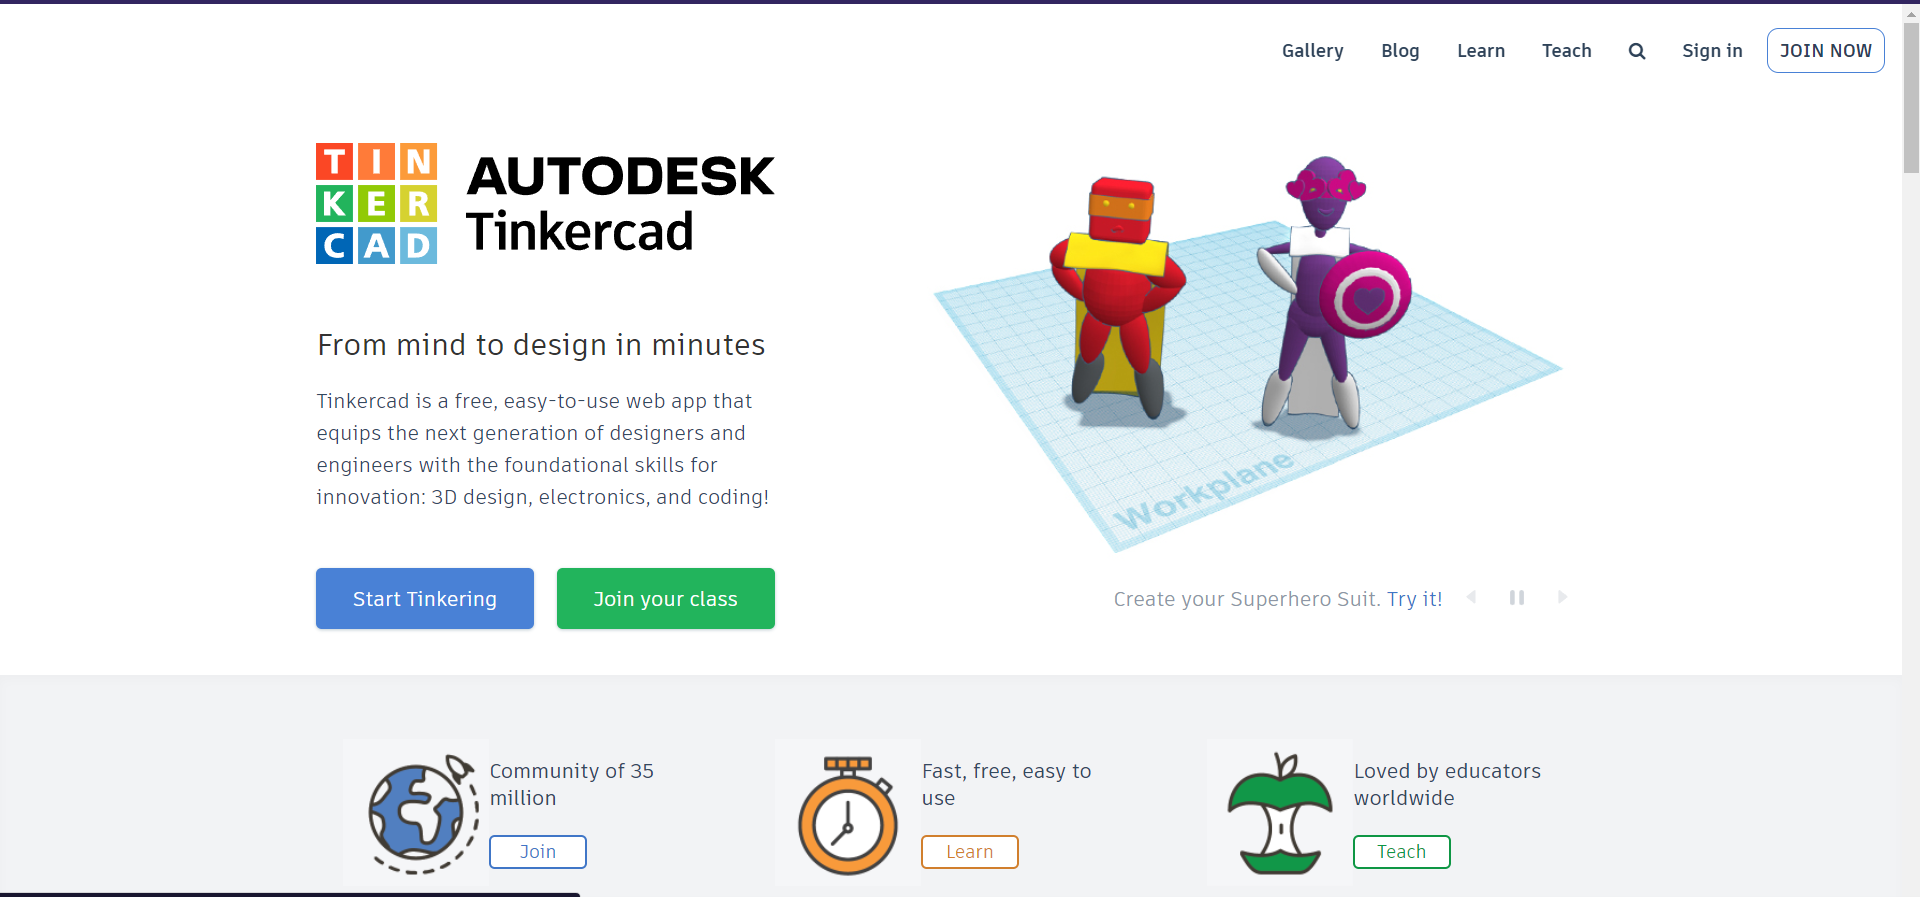 Gallery Blog Learn Teach Sign in JOIN NOW
TIN
KER
CAD
AUTODESK
Tinkercad
From mind to design in minutes
Tinkercad is a free, easy-to-use web app that
equips the next generation of designers and
engineers with the foundational skills for
innovation: 3D design, electronics, and coding!
Start Tinkering
Join your class
Workplane
Create your Superhero Suit. Try it!
Community of 35
million
Join
Fast, free, easy to
use
Learn
Loved by educators
worldwide
Teach